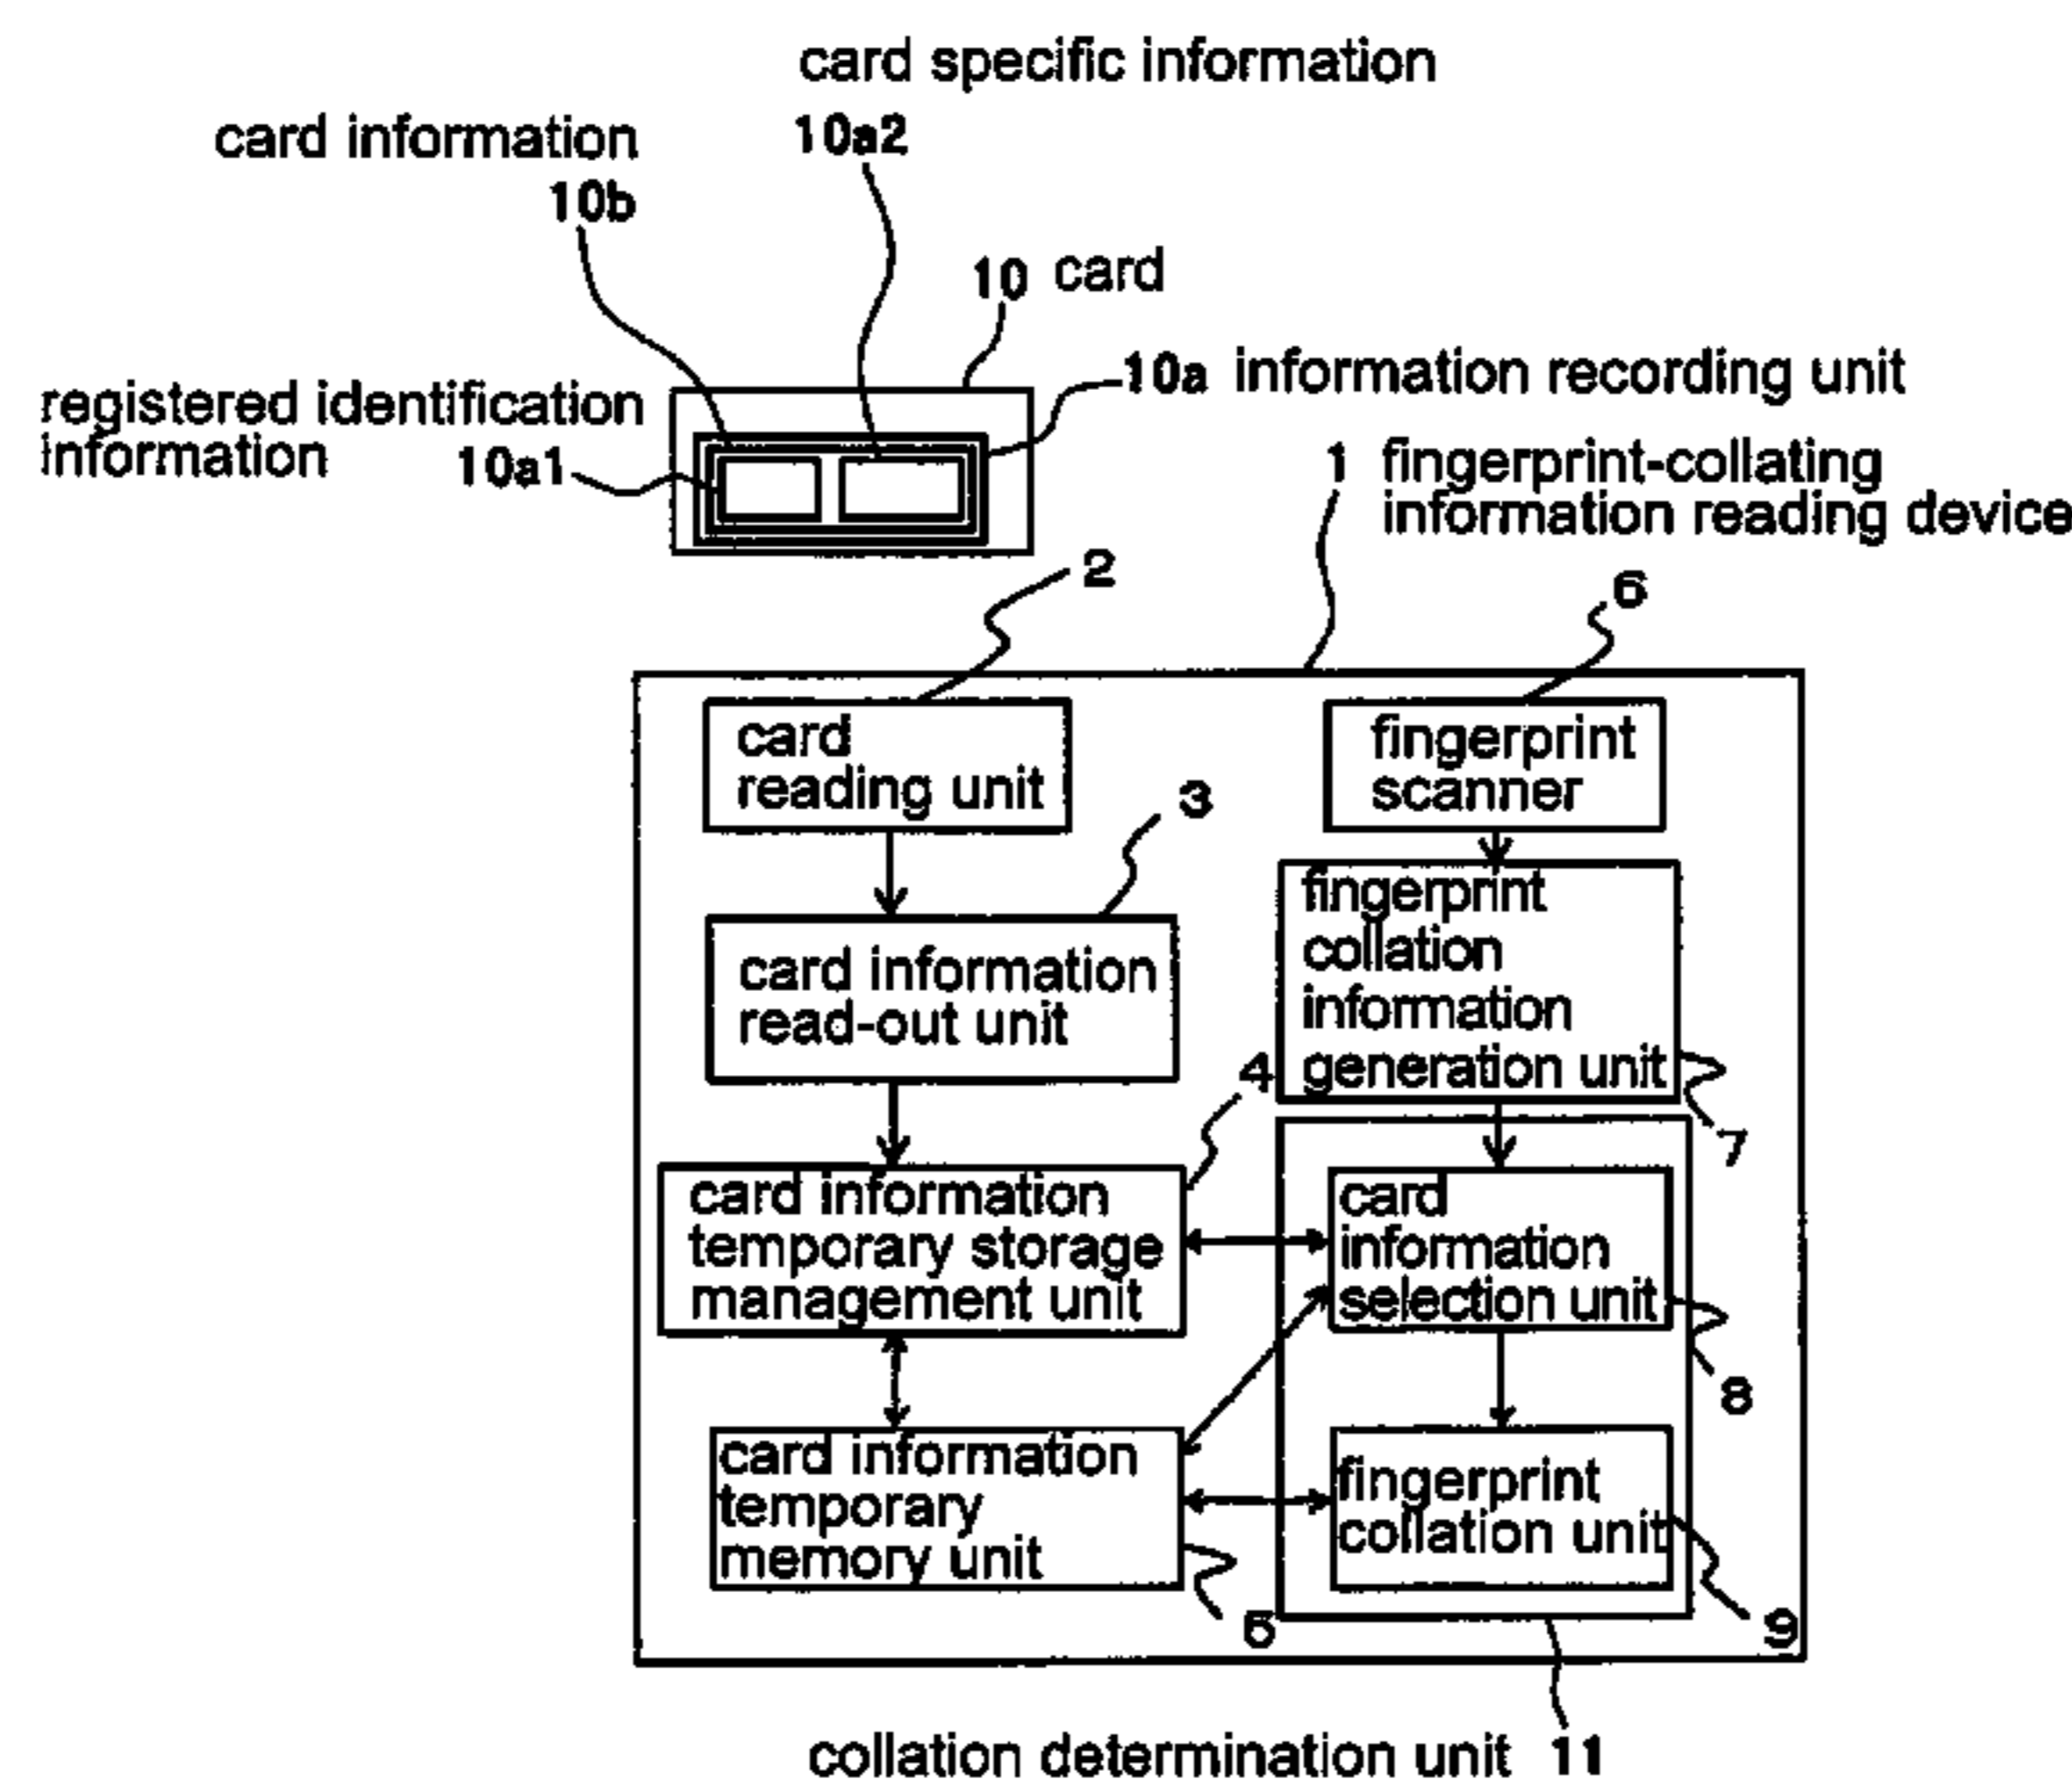 card specific information
10a2
card information
10b
10 card
10a information recording unit
registered identification
information 10a1
1 fingerprint-collating
information reading device
2
6
card
reading unit
fingerprint
scanner
3
card information
read-out unit
fingerprint
collation
information
generation unit
4
7
card information
temporary storage
management unit
card
information
selection unit
8
card information
temporary
memory unit
fingerprint
collation unit
5
9
collation determination unit 11